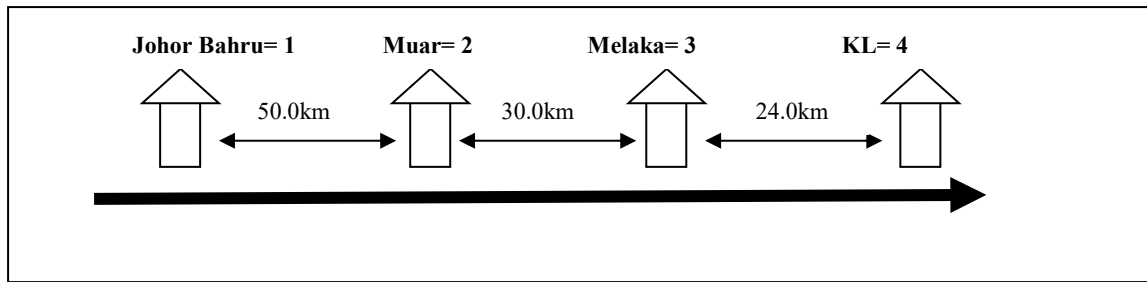 Johor Bahru= 1 Muar= 2 Melaka= 3 KL= 4
50.0km 30.0km 24.0km